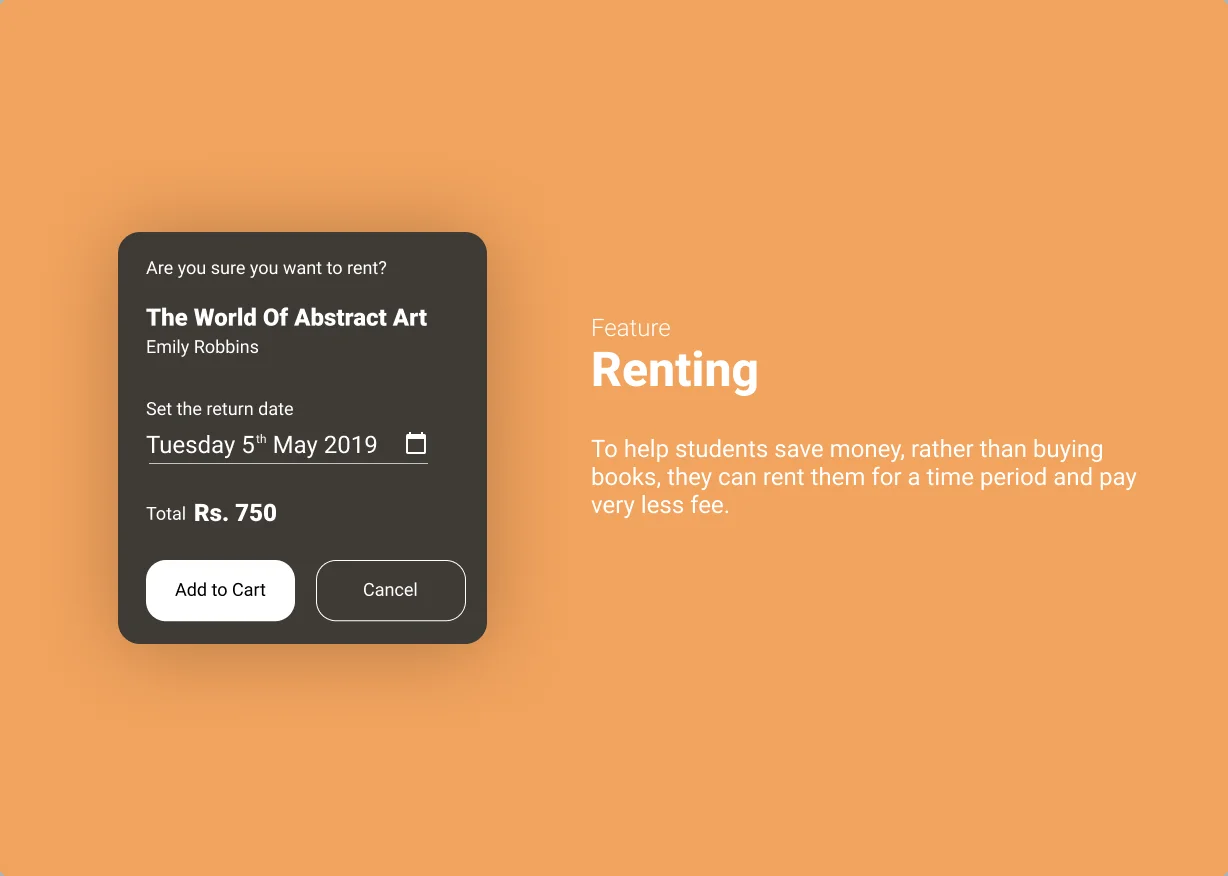 Are you sure you want to rent?
The World Of Abstract Art
Emily Robbins
Set the return date
Tuesday 5th May 2019
Total Rs. 750
Add to Cart
Cancel
Feature
Renting
To help students save money, rather than buying
books, they can rent them for a time period and pay
very less fee.